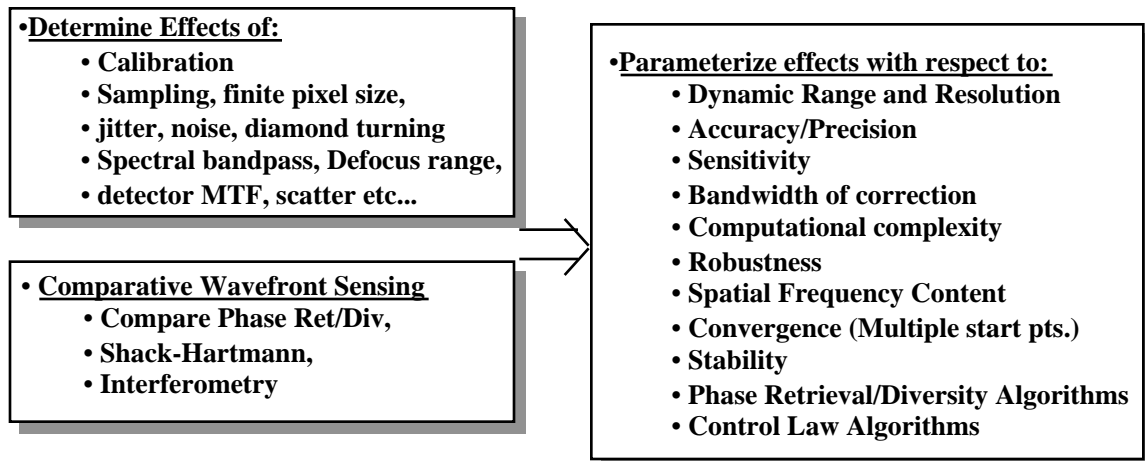 •Determine Effects of:
• Calibration
• Sampling, finite pixel size,
• jitter, noise, diamond turning
• Spectral bandpass, Defocus range,
• detector MTF, scatter etc...
• Comparative Wavefront Sensing
• Compare Phase Ret/Div,
• Shack-Hartmann,
• Interferometry
•Parameterize effects with respect to:
• Dynamic Range and Resolution
• Accuracy/Precision
• Sensitivity
• Bandwidth of correction
• Computational complexity
• Robustness
• Spatial Frequency Content
• Convergence (Multiple start pts.)
• Stability
• Phase Retrieval/Diversity Algorithms
• Control Law Algorithms